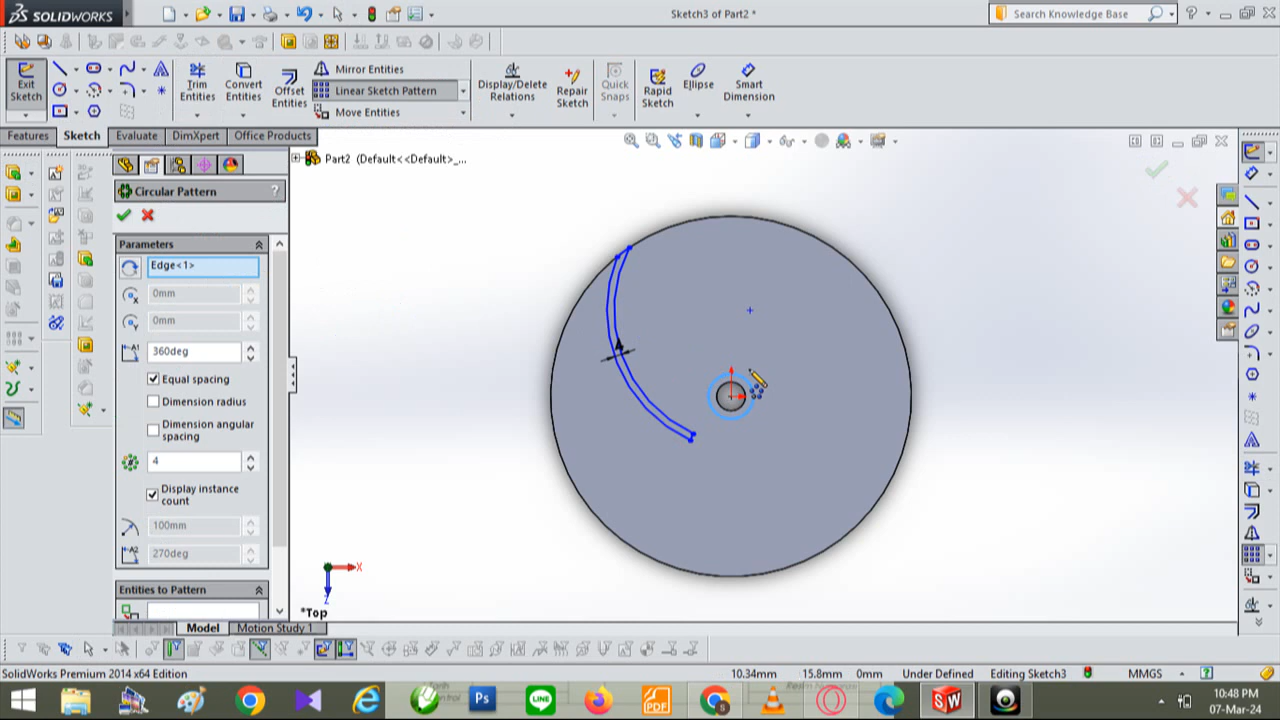 SOLIDWORKS
Sketch3 of Part2 *
Search Knowledge Base
?
Exit Sketch
Trim Entities
Convert Entities
Offset Entities
Mirror Entities
Linear Sketch Pattern
Move Entities
Display/Delete Relations
Repair Sketch
Quick Snaps
Rapid Sketch
Ellipse
Smart Dimension
Features
Sketch
Evaluate
DimXpert
Office Products
Part2 (Default<<Default>_...
Circular Pattern
?
Parameters
Edge<1>
0mm
0mm
360deg
Equal spacing
Dimension radius
Dimension angular
spacing
4
Display instance
count
100mm
270deg
Entities to Pattern
X
Z
*Top
Model
Motion Study 1
SolidWorks Premium 2014 x64 Edition
10.34mm
15.8mm
0mm
Under Defined
Editing Sketch3
MMGS
?
Ps
LINE
PDF
SW
10:48 PM
07-Mar-24